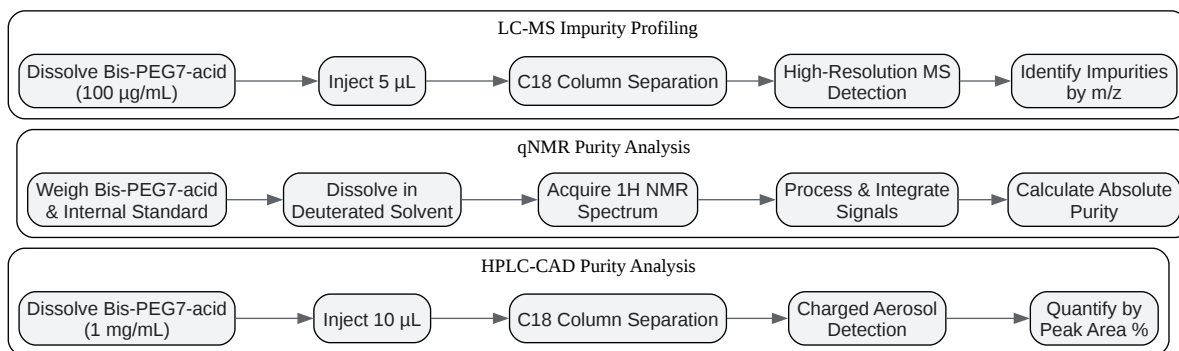 LC-MS Impurity Profiling
Dissolve Bis-PEG7-acid
(100 µg/mL)
Inject 5 µL
C18 Column Separation
High-Resolution MS
Detection
Identify Impurities
by m/z
qNMR Purity Analysis
Weigh Bis-PEG7-acid
& Internal Standard
Dissolve in
Deuterated Solvent
Acquire 1H NMR
Spectrum
Process & Integrate
Signals
Calculate Absolute
Purity
HPLC-CAD Purity Analysis
Dissolve Bis-PEG7-acid
(1 mg/mL)
Inject 10 µL
C18 Column Separation
Charged Aerosol
Detection
Quantify by
Peak Area %